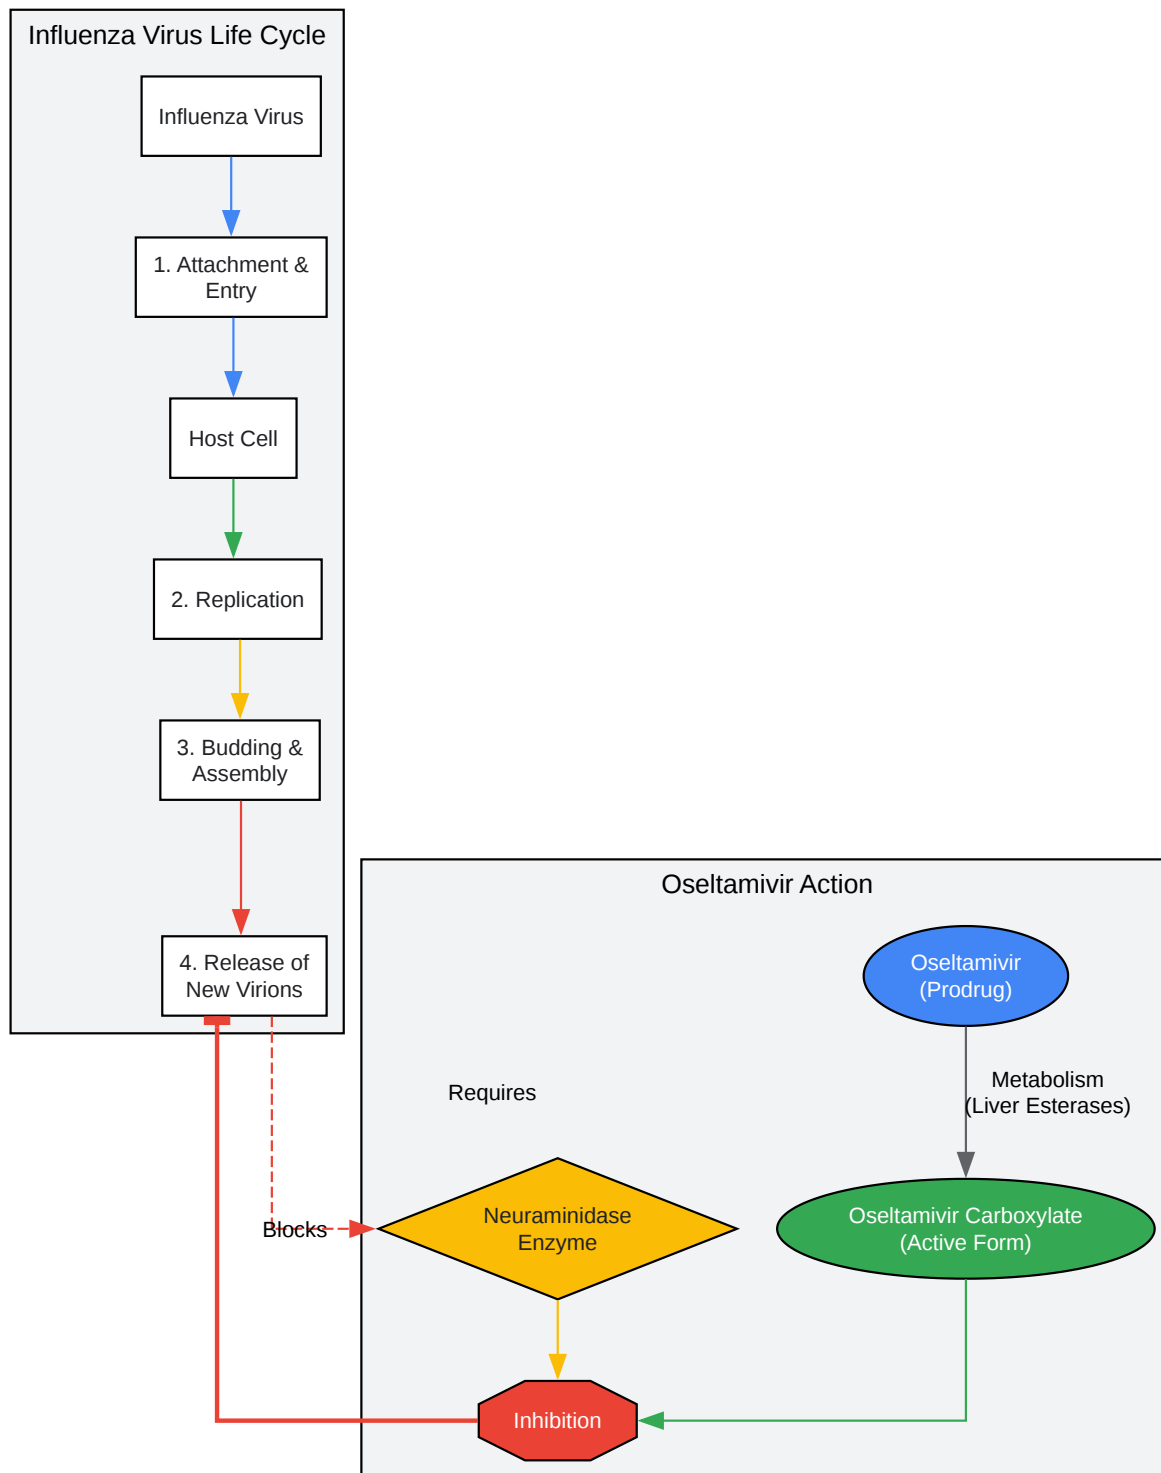 Influenza Virus Life Cycle
Influenza Virus
1. Attachment &
Entry
Host Cell
2. Replication
3. Budding &
Assembly
4. Release of
New Virions
Oseltamivir Action
Oseltamivir
(Prodrug)
Metabolism
(Liver Esterases)
Requires
Blocks
Neuraminidase
Enzyme
Oseltamivir Carboxylate
(Active Form)
Inhibition